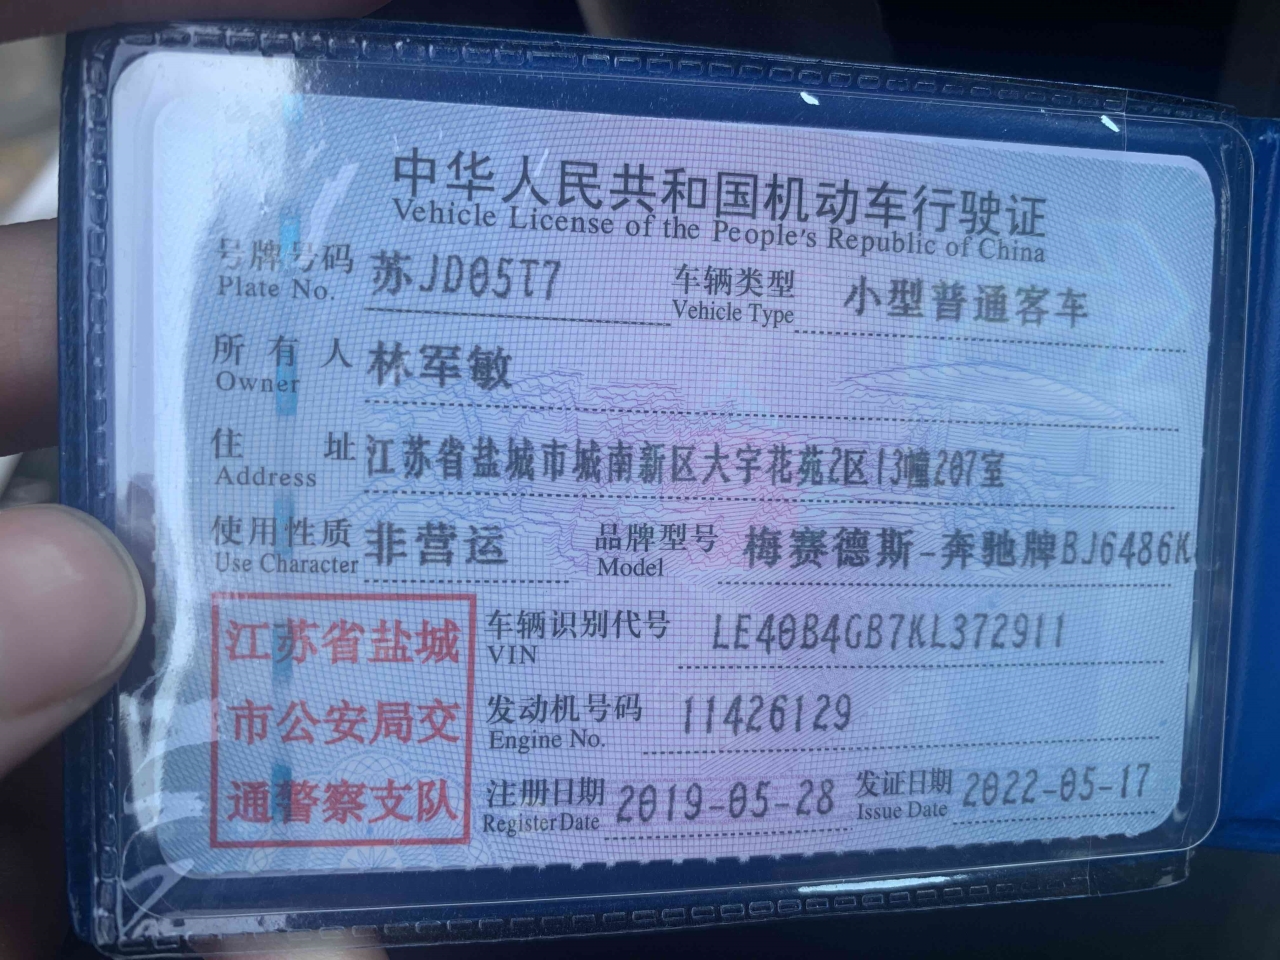 中华人民共和国机动车行驶证
Vehicle License of the People's Republic of China
号牌号码 苏JD05T7 车辆类型 小型普通客车
Plate No. Vehicle Type
所有人 林军敏
Owner
住址 江苏省盐城市城南新区大宇花苑2区13幢207室
Address
使用性质 非营运 品牌型号 梅赛德斯-奔驰牌BJ6486K
Use Character Model
江苏省盐城
市公安局交
通警察支队
车辆识别代号 LE40B4GB7KL372911
VIN
发动机号码 11426129
Engine No.
注册日期 2019-05-28 发证日期 2022-05-17
Register Date Issue Date